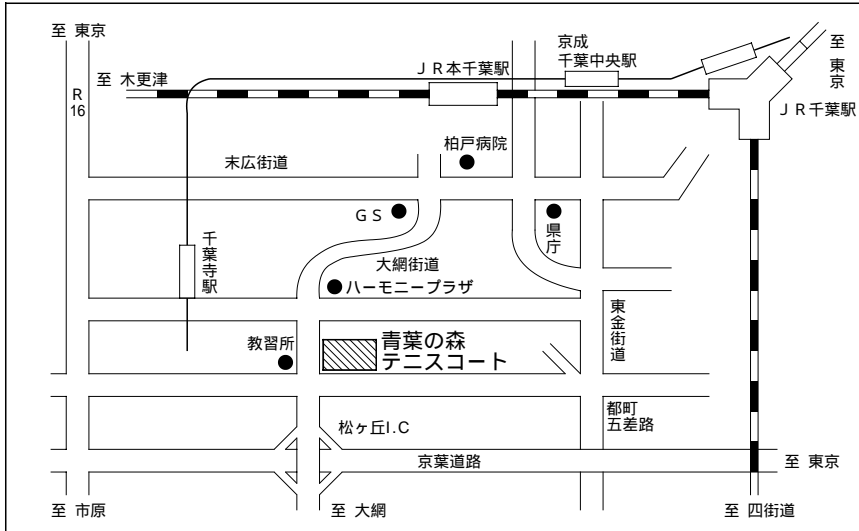 至 東京
京成
千葉中央駅
至 東京
至 木更津
ＪＲ本千葉駅
R
16
ＪＲ千葉駅
柏戸病院
末広街道
ＧＳ
県庁
千葉寺駅
大網街道
ハーモニープラザ
東金街道
教習所
青葉の森
テニスコート
都町
五差路
松ヶ丘I.C
京葉道路
至 東京
至 市原
至 大網
至 四街道